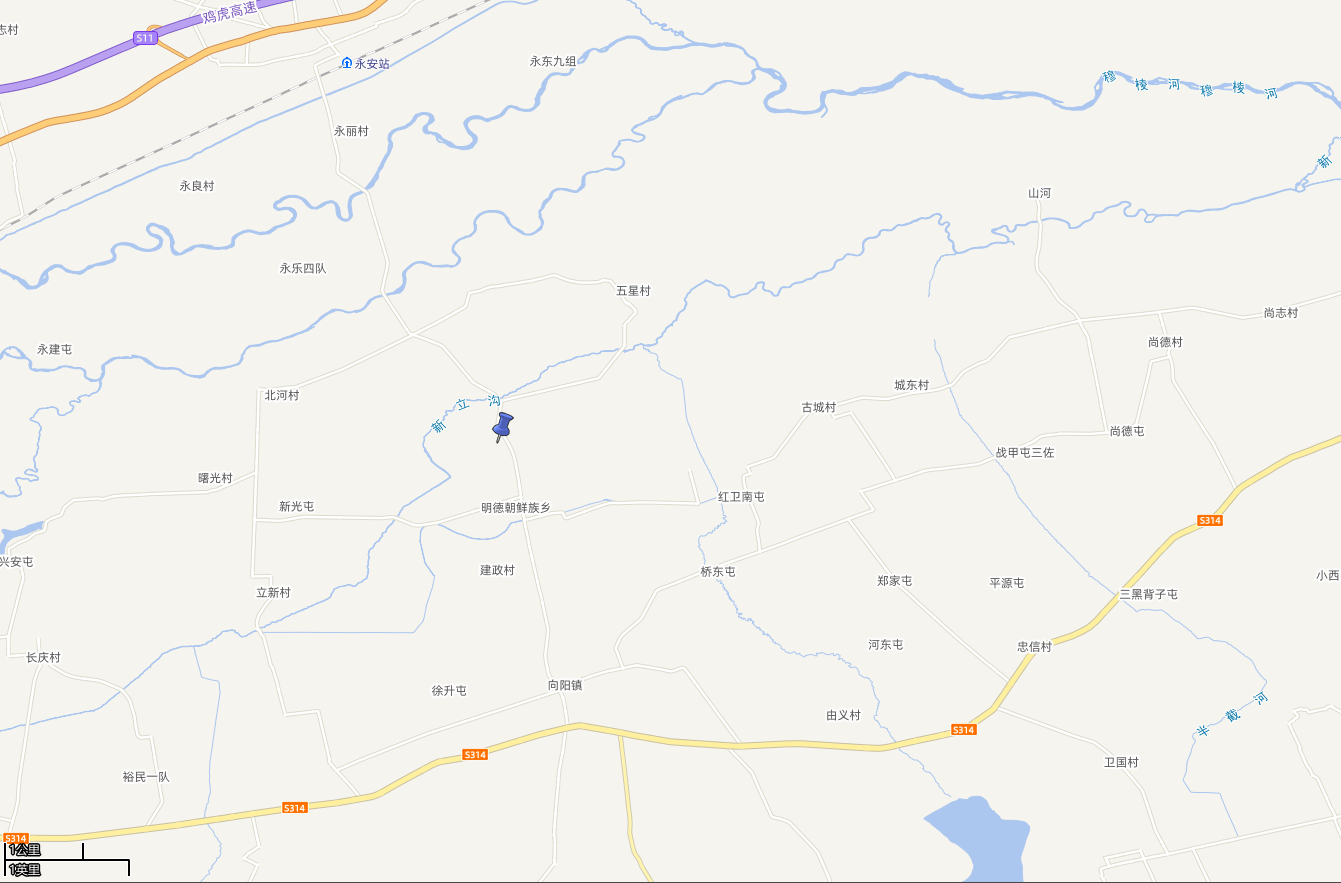 鸡虎高速
志村
S11
永安站
永东九组
穆棱河穆棱河
永丽村
新
永良村
山河
永乐四队
五星村
尚志村
永建屯
尚德村
城东村
北河村
新立沟
古城村
尚德屯
战甲屯三佐
曙光村
红卫南屯
新光屯
明德朝鲜族乡
S314
兴安屯
建政村
桥东屯
郑家屯
平源屯
小西
立新村
三黑背子屯
河东屯
忠信村
长庆村
徐升屯
向阳镇
半截河
由义村
S314
S314
卫国村
裕民一队
S314
S314
1公里
1英里